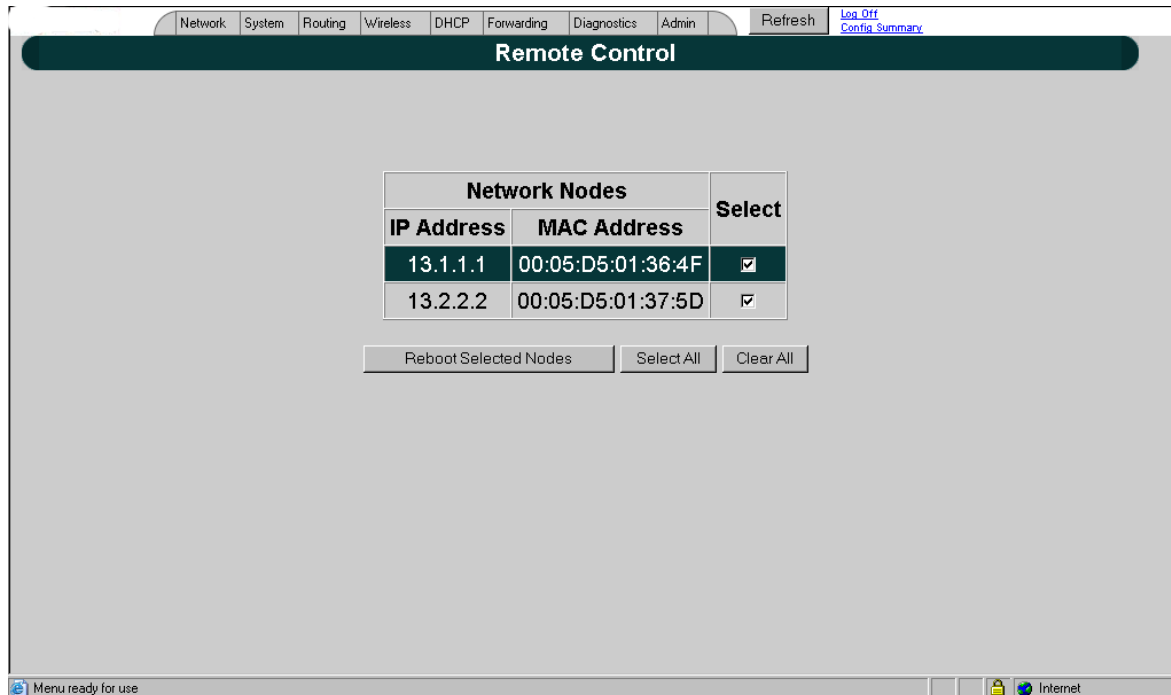 Network System Routing Wireless DHCP Forwarding Diagnostics Admin Refresh Log Off
Config Summary
Remote Control
Network Nodes Select
IP Address MAC Address
13.1.1.1 00:05:D5:01:36:4F
13.2.2.2 00:05:D5:01:37:5D
Reboot Selected Nodes Select All Clear All
Menu ready for use Internet